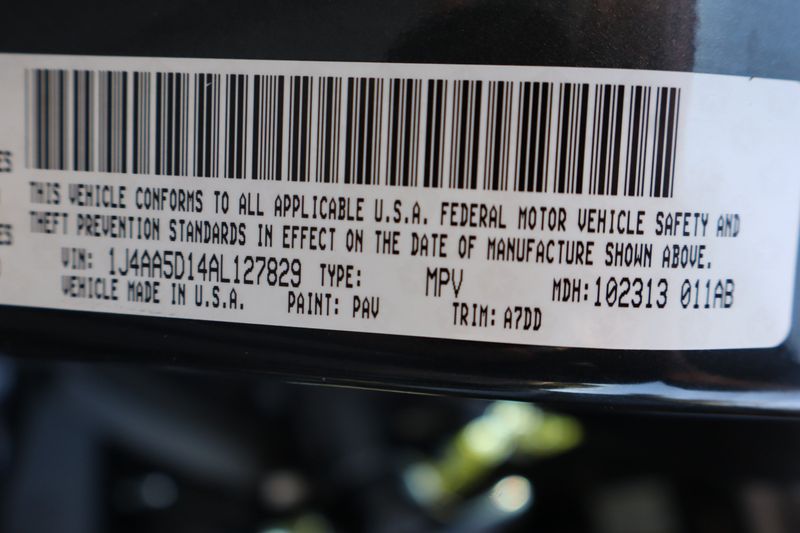 THIS VEHICLE CONFORMS TO ALL APPLICABLE U.S.A. FEDERAL MOTOR VEHICLE SAFETY AND
THEFT PREVENTION STANDARDS IN EFFECT ON THE DATE OF MANUFACTURE SHOWN ABOVE.
VIN: 1J4AA5D14AL127829 TYPE: MPV MDH:102313 011AB
VEHICLE MADE IN U.S.A. PAINT: PAV TRIM: A7DD